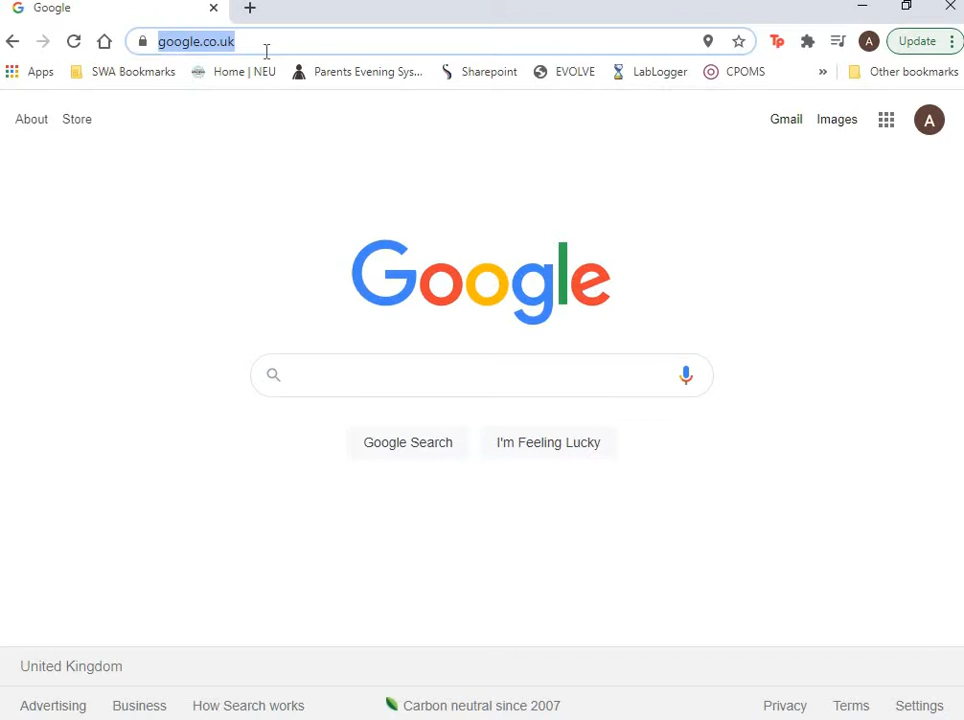 Google
google.co.uk
Tp
A
Update
Apps
SWA Bookmarks
Home | NEU
Parents Evening Sys...
Sharepoint
EVOLVE
LabLogger
CPOMS
»
Other bookmarks
About
Store
Gmail
Images
A
Google
Google Search
I'm Feeling Lucky
United Kingdom
Advertising
Business
How Search works
Carbon neutral since 2007
Privacy
Terms
Settings